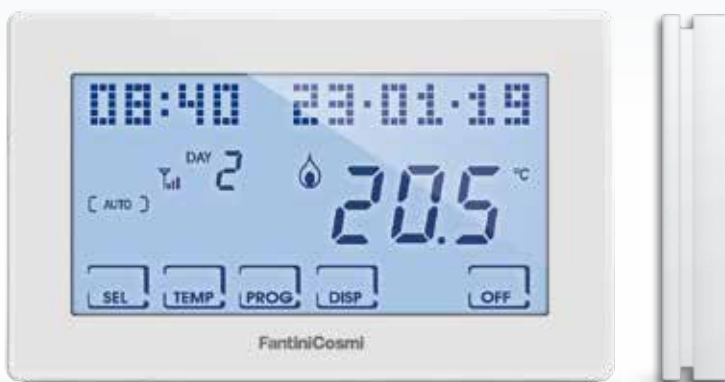 08:40 23·01·19
DAY 2
[ AUTO ]
20.5 °C
SEL TEMP PROG DISP OFF
FantiniCosmi